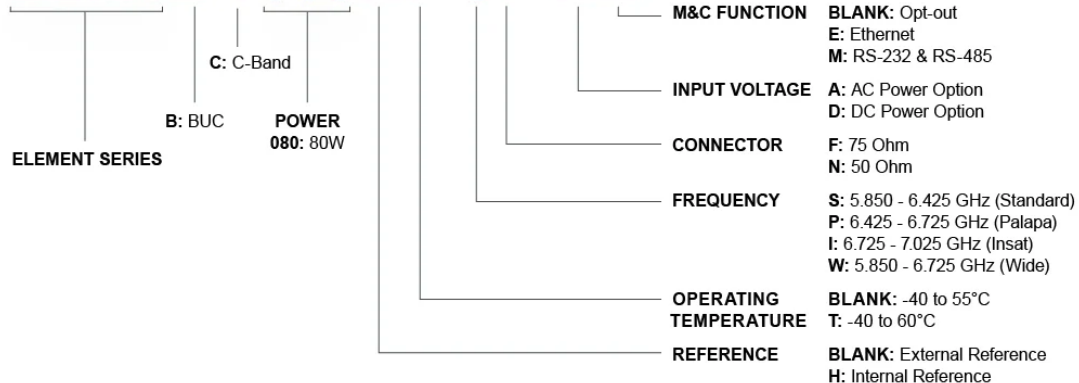 M&C FUNCTION BLANK: Opt-out
E: Ethernet
M: RS-232 & RS-485
C: C-Band
INPUT VOLTAGE A: AC Power Option
D: DC Power Option
B: BUC POWER
080: 80W
ELEMENT SERIES
CONNECTOR F: 75 Ohm
N: 50 Ohm
FREQUENCY S: 5.850 - 6.425 GHz (Standard)
P: 6.425 - 6.725 GHz (Palapa)
I: 6.725 - 7.025 GHz (Insat)
W: 5.850 - 6.725 GHz (Wide)
OPERATING BLANK: -40 to 55°C
TEMPERATURE T: -40 to 60°C
REFERENCE BLANK: External Reference
H: Internal Reference